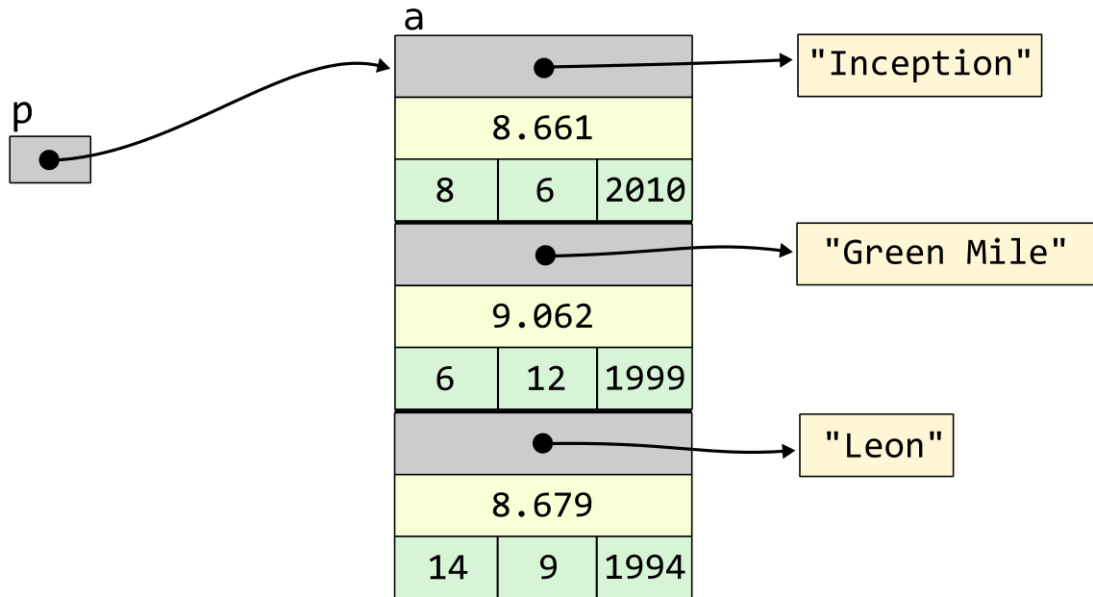 a
"Inception"
p
8.661
8 6 2010
"Green Mile"
9.062
6 12 1999
"Leon"
8.679
14 9 1994